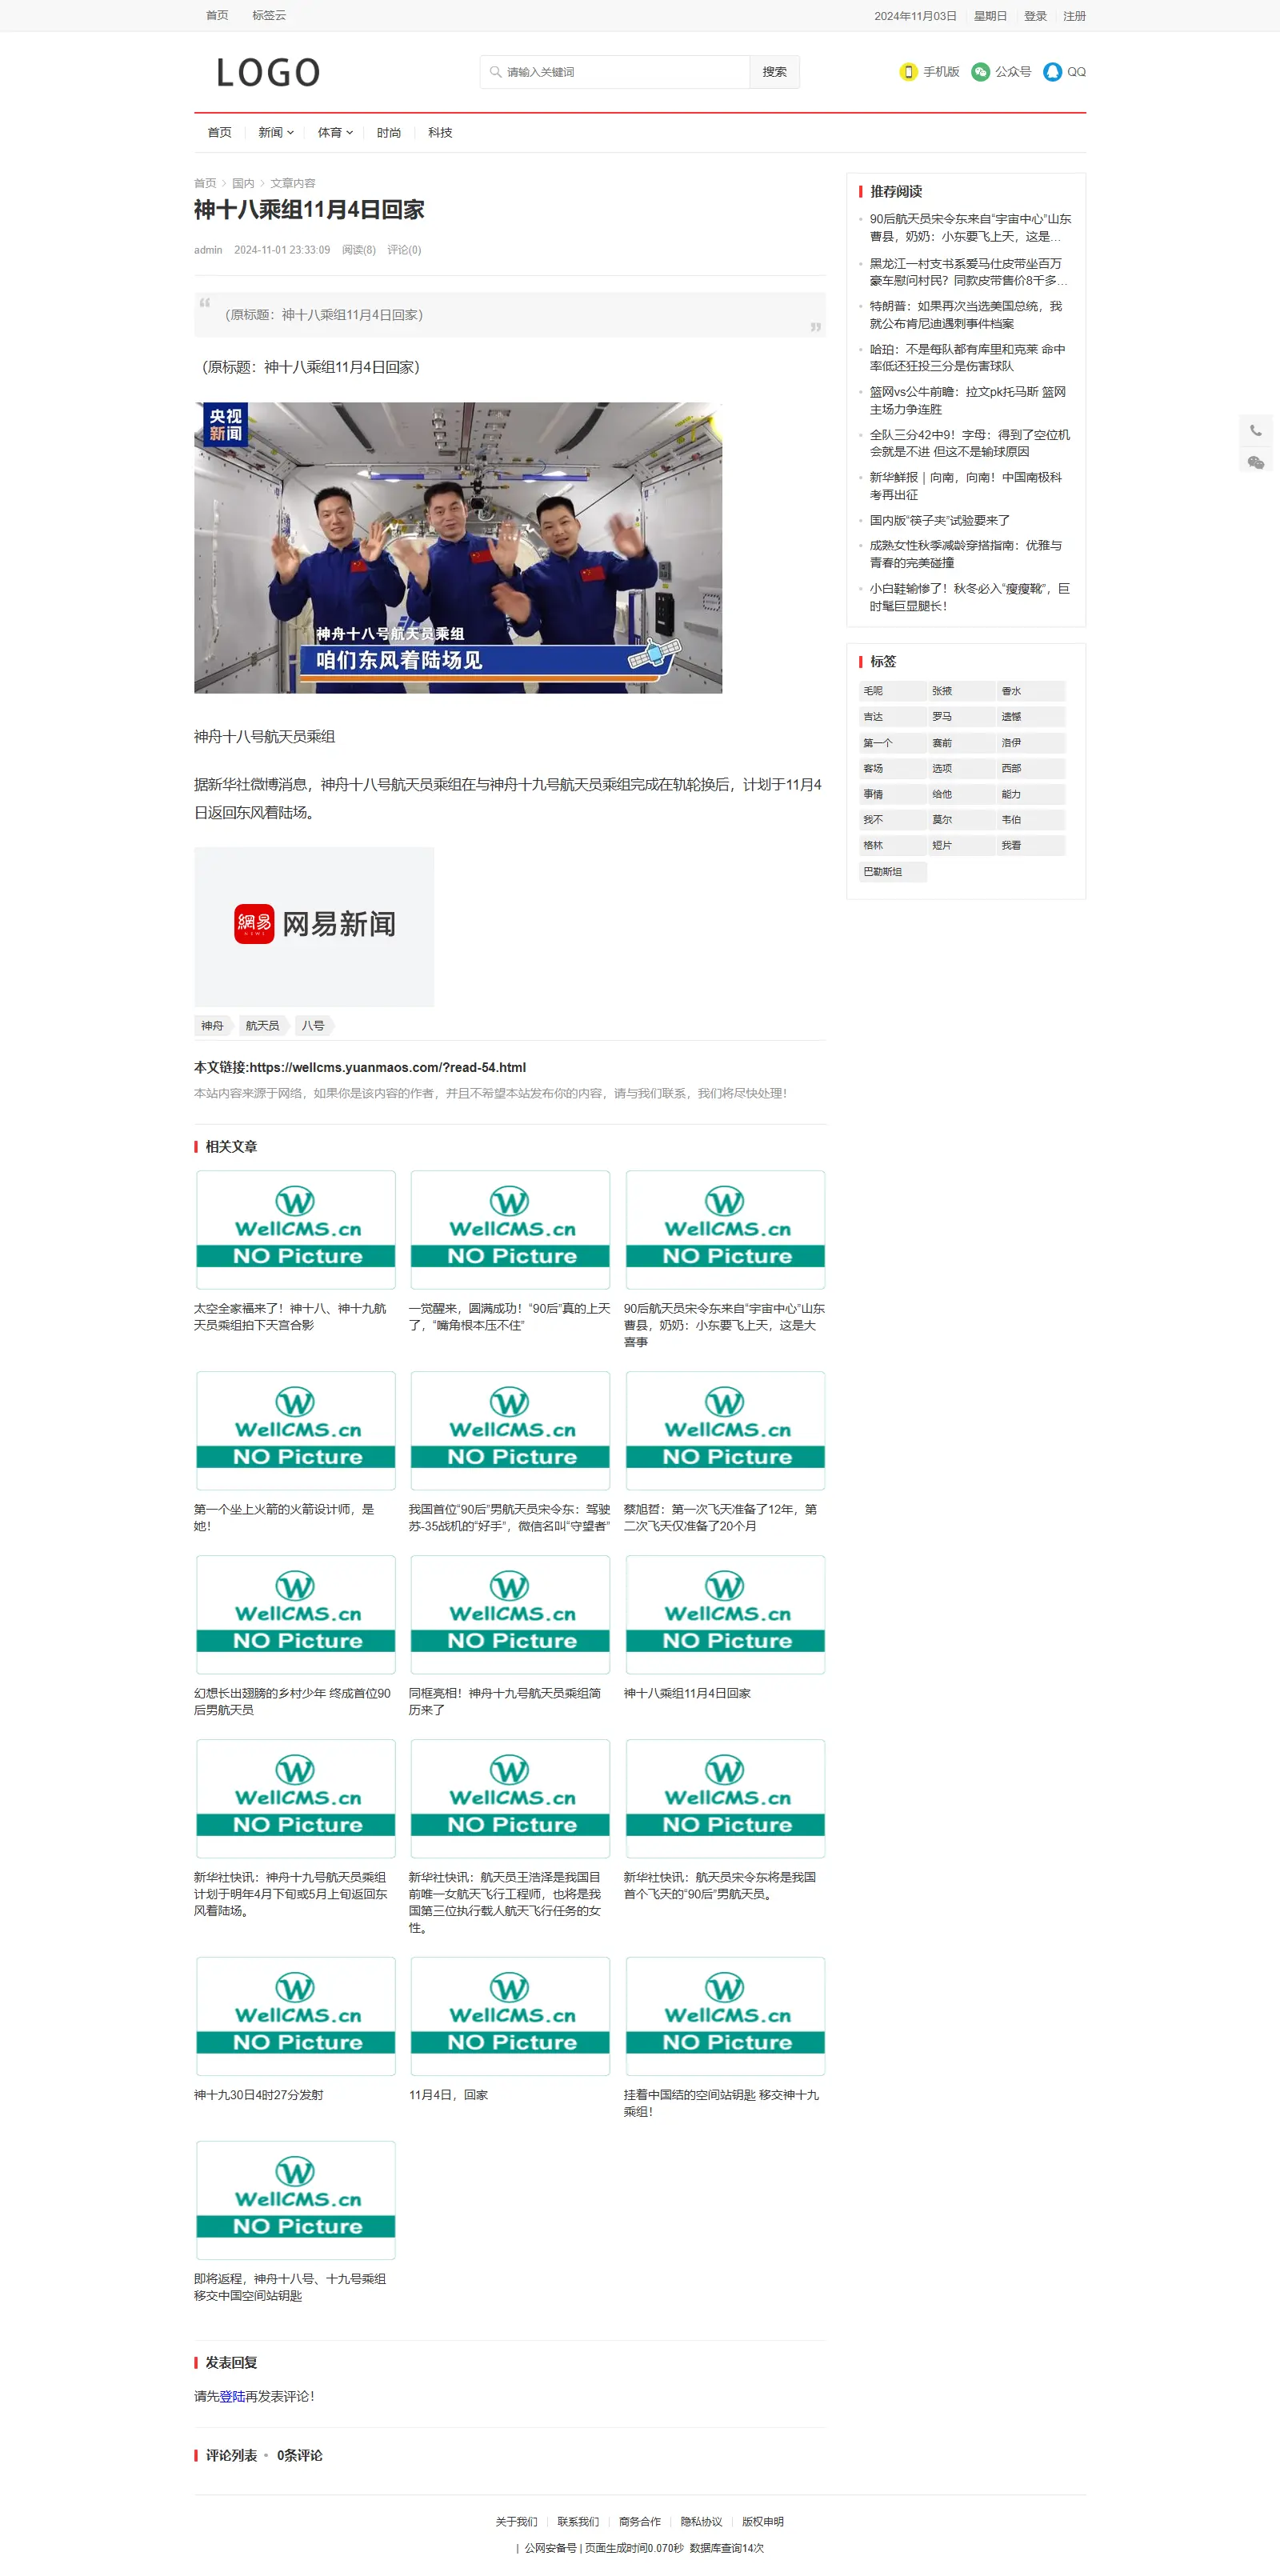 首页 标签云
2024年11月03日 星期日 登录 注册
LOGO
请输入关键词 搜索
手机版 公众号 QQ
首页 新闻 体育 时尚 科技
首页 > 国内 > 文章内容
神十八乘组11月4日回家
admin 2024-11-01 23:33:09 阅读(8) 评论(0)
（原标题：神十八乘组11月4日回家）
（原标题：神十八乘组11月4日回家）
央视
新闻
神舟十八号航天员乘组
咱们东风着陆场见
神舟十八号航天员乘组
据新华社微博消息，神舟十八号航天员乘组在与神舟十九号航天员乘组完成在轨轮换后，计划于11月4
日返回东风着陆场。
網易 NEWS 网易新闻
神舟 航天员 八号
本文链接:https://wellcms.yuanmaos.com/?read-54.html
本站内容来源于网络，如果你是该内容的作者，并且不希望本站发布你的内容，请与我们联系，我们将尽快处理！
相关文章
WellCMS.cn
NO Picture
太空全家福来了！神十八、神十九航
天员乘组拍下天宫合影
WellCMS.cn
NO Picture
一觉醒来，圆满成功！“90后”真的上天
了，“嘴角根本压不住”
WellCMS.cn
NO Picture
90后航天员宋令东来自“宇宙中心”山东
曹县，奶奶：小东要飞上天，这是大
喜事
WellCMS.cn
NO Picture
第一个坐上火箭的火箭设计师，是
她！
WellCMS.cn
NO Picture
我国首位“90后”男航天员宋令东：驾驶
苏-35战机的“好手”，微信名叫“守望者”
WellCMS.cn
NO Picture
蔡旭哲：第一次飞天准备了12年，第
二次飞天仅准备了20个月
WellCMS.cn
NO Picture
幻想长出翅膀的乡村少年 终成首位90
后男航天员
WellCMS.cn
NO Picture
同框亮相！神舟十九号航天员乘组简
历来了
WellCMS.cn
NO Picture
神十八乘组11月4日回家
WellCMS.cn
NO Picture
新华社快讯：神舟十九号航天员乘组
计划于明年4月下旬或5月上旬返回东
风着陆场。
WellCMS.cn
NO Picture
新华社快讯：航天员王浩泽是我国目
前唯一女航天飞行工程师，也将是我
国第三位执行载人航天飞行任务的女
性。
WellCMS.cn
NO Picture
新华社快讯：航天员宋令东将是我国
首个飞天的“90后”男航天员。
WellCMS.cn
NO Picture
神十九30日4时27分发射
WellCMS.cn
NO Picture
11月4日，回家
WellCMS.cn
NO Picture
挂着中国结的空间站钥匙 移交神十九
乘组！
WellCMS.cn
NO Picture
即将返程，神舟十八号、十九号乘组
移交中国空间站钥匙
发表回复
请先登陆再发表评论！
评论列表 • 0条评论
推荐阅读
90后航天员宋令东来自“宇宙中心”山东
曹县，奶奶：小东要飞上天，这是…
黑龙江一村支书系爱马仕皮带坐百万
豪车慰问村民？同款皮带售价8千多…
特朗普：如果再次当选美国总统，我
就公布肯尼迪遇刺事件档案
哈珀：不是每队都有库里和克莱 命中
率低还狂投三分是伤害球队
篮网vs公牛前瞻：拉文pk托马斯 篮网
主场力争连胜
全队三分42中9！字母：得到了空位机
会就是不进 但这不是输球原因
新华鲜报｜向南，向南！中国南极科
考再出征
国内版“筷子夹”试验要来了
成熟女性秋季减龄穿搭指南：优雅与
青春的完美碰撞
小白鞋输惨了！秋冬必入“瘦瘦靴”，巨
时髦巨显腿长！
标签
毛呢 张掖 香水
吉达 罗马 遗憾
第一个 赛前 洛伊
客场 选项 西部
事情 给他 能力
我不 莫尔 韦伯
格林 短片 我看
巴勒斯坦
关于我们 联系我们 商务合作 隐私协议 版权申明
| 公网安备号 | 页面生成时间0.070秒 数据库查询14次